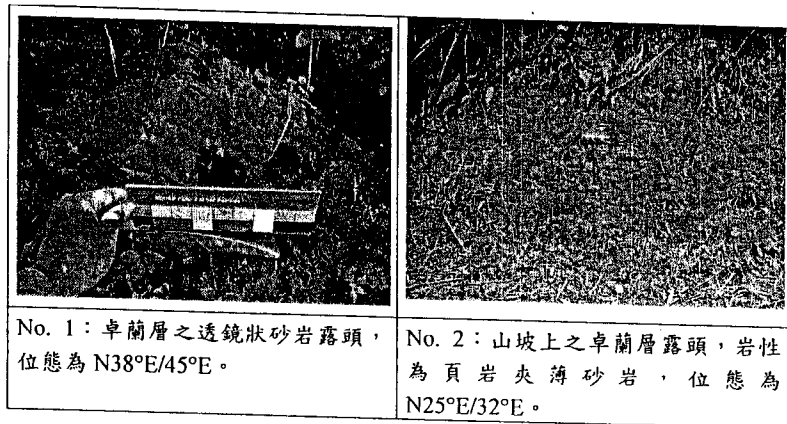 No. 1：卓蘭層之透鏡狀砂岩露頭，
位態為 N38°E/45°E。
No. 2：山坡上之卓蘭層露頭，岩性
為頁岩夾薄砂岩，位態為
N25°E/32°E。